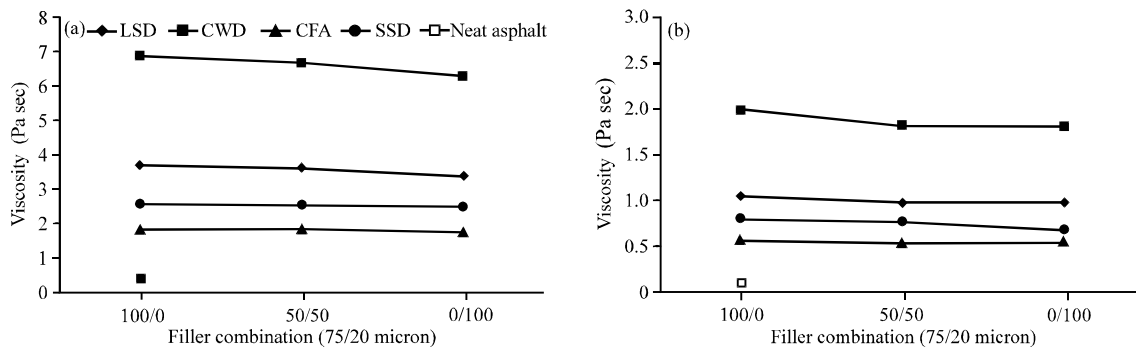 (a) LSD CWD CFA SSD Neat asphalt
8
7
6
5
4
3
2
1
0
Viscosity (Pa sec)
100/0 50/50 0/100
Filler combination (75/20 micron)
(b)
3.0
2.5
2.0
1.5
1.0
0.5
0
Viscosity (Pa sec)
100/0 50/50 0/100
Filler combination (75/20 micron)